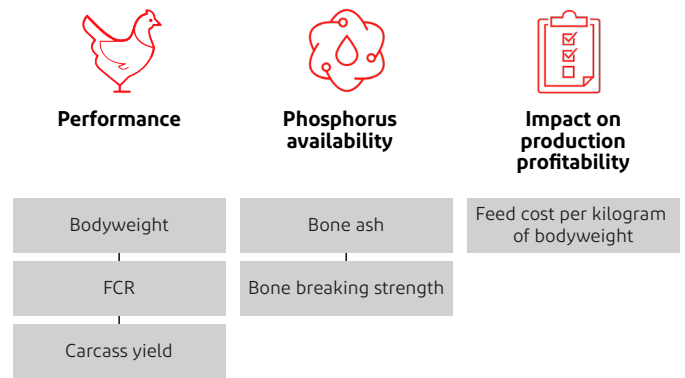 Performance
Phosphorus
availability
Impact on
production
profitability
Bodyweight
FCR
Carcass yield
Bone ash
Bone breaking strength
Feed cost per kilogram
of bodyweight